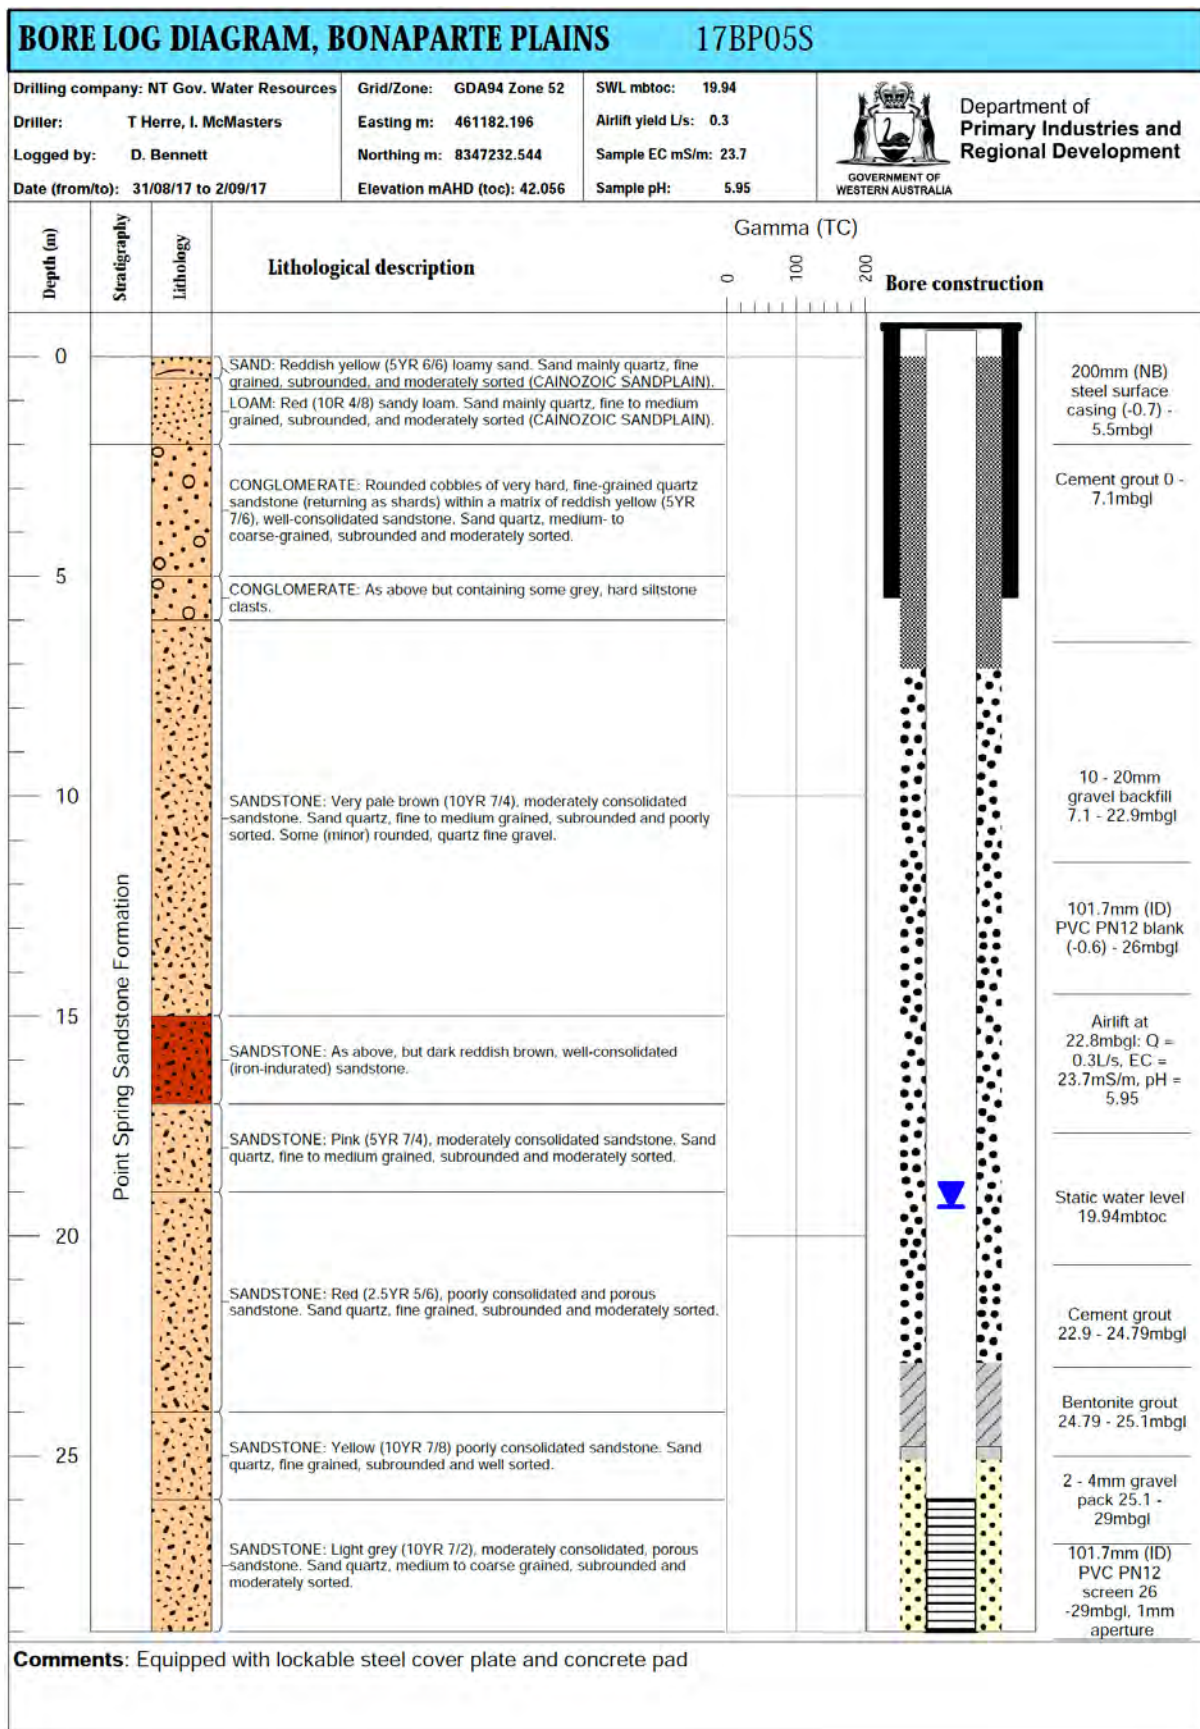 BORE LOG DIAGRAM, BONAPARTE PLAINS 17BP05S
Drilling company: NT Gov. Water Resources
Driller: T Herre, I. McMasters
Logged by: D. Bennett
Date (from/to): 31/08/17 to 2/09/17
Grid/Zone: GDA94 Zone 52
Easting m: 461182.196
Northing m: 8347232.544
Elevation mAHD (toc): 42.056
SWL mbtoc: 19.94
Airlift yield L/s: 0.3
Sample EC mS/m: 23.7
Sample pH: 5.95
GOVERNMENT OF
WESTERN AUSTRALIA
Department of
Primary Industries and
Regional Development
Depth (m)
Stratigraphy
Lithology
Lithological description
Gamma (TC)
0
100
200
Bore construction
0
5
10
15
20
25
Point Spring Sandstone Formation
SAND: Reddish yellow (5YR 6/6) loamy sand. Sand mainly quartz, fine
grained, subrounded, and moderately sorted (CAINOZOIC SANDPLAIN).
LOAM: Red (10R 4/8) sandy loam. Sand mainly quartz, fine to medium
grained, subrounded, and moderately sorted (CAINOZOIC SANDPLAIN).
CONGLOMERATE: Rounded cobbles of very hard, fine-grained quartz
sandstone (returning as shards) within a matrix of reddish yellow (5YR
7/6), well-consolidated sandstone. Sand quartz, medium- to
coarse-grained, subrounded and moderately sorted.
CONGLOMERATE: As above but containing some grey, hard siltstone
clasts.
SANDSTONE: Very pale brown (10YR 7/4), moderately consolidated
sandstone. Sand quartz, fine to medium grained, subrounded and poorly
sorted. Some (minor) rounded, quartz fine gravel.
SANDSTONE: As above, but dark reddish brown, well-consolidated
(iron-indurated) sandstone.
SANDSTONE: Pink (5YR 7/4), moderately consolidated sandstone. Sand
quartz, fine to medium grained, subrounded and moderately sorted.
SANDSTONE: Red (2.5YR 5/6), poorly consolidated and porous
sandstone. Sand quartz, fine grained, subrounded and moderately sorted.
SANDSTONE: Yellow (10YR 7/8) poorly consolidated sandstone. Sand
quartz, fine grained, subrounded and well sorted.
SANDSTONE: Light grey (10YR 7/2), moderately consolidated, porous
sandstone. Sand quartz, medium to coarse grained, subrounded and
moderately sorted.
200mm (NB)
steel surface
casing (-0.7) -
5.5mbgl
Cement grout 0 -
7.1mbgl
10 - 20mm
gravel backfill
7.1 - 22.9mbgl
101.7mm (ID)
PVC PN12 blank
(-0.6) - 26mbgl
Airlift at
22.8mbgl: Q =
0.3L/s, EC =
23.7mS/m, pH =
5.95
Static water level
19.94mbtoc
Cement grout
22.9 - 24.79mbgl
Bentonite grout
24.79 - 25.1mbgl
2 - 4mm gravel
pack 25.1 -
29mbgl
101.7mm (ID)
PVC PN12
screen 26
-29mbgl, 1mm
aperture
Comments: Equipped with lockable steel cover plate and concrete pad